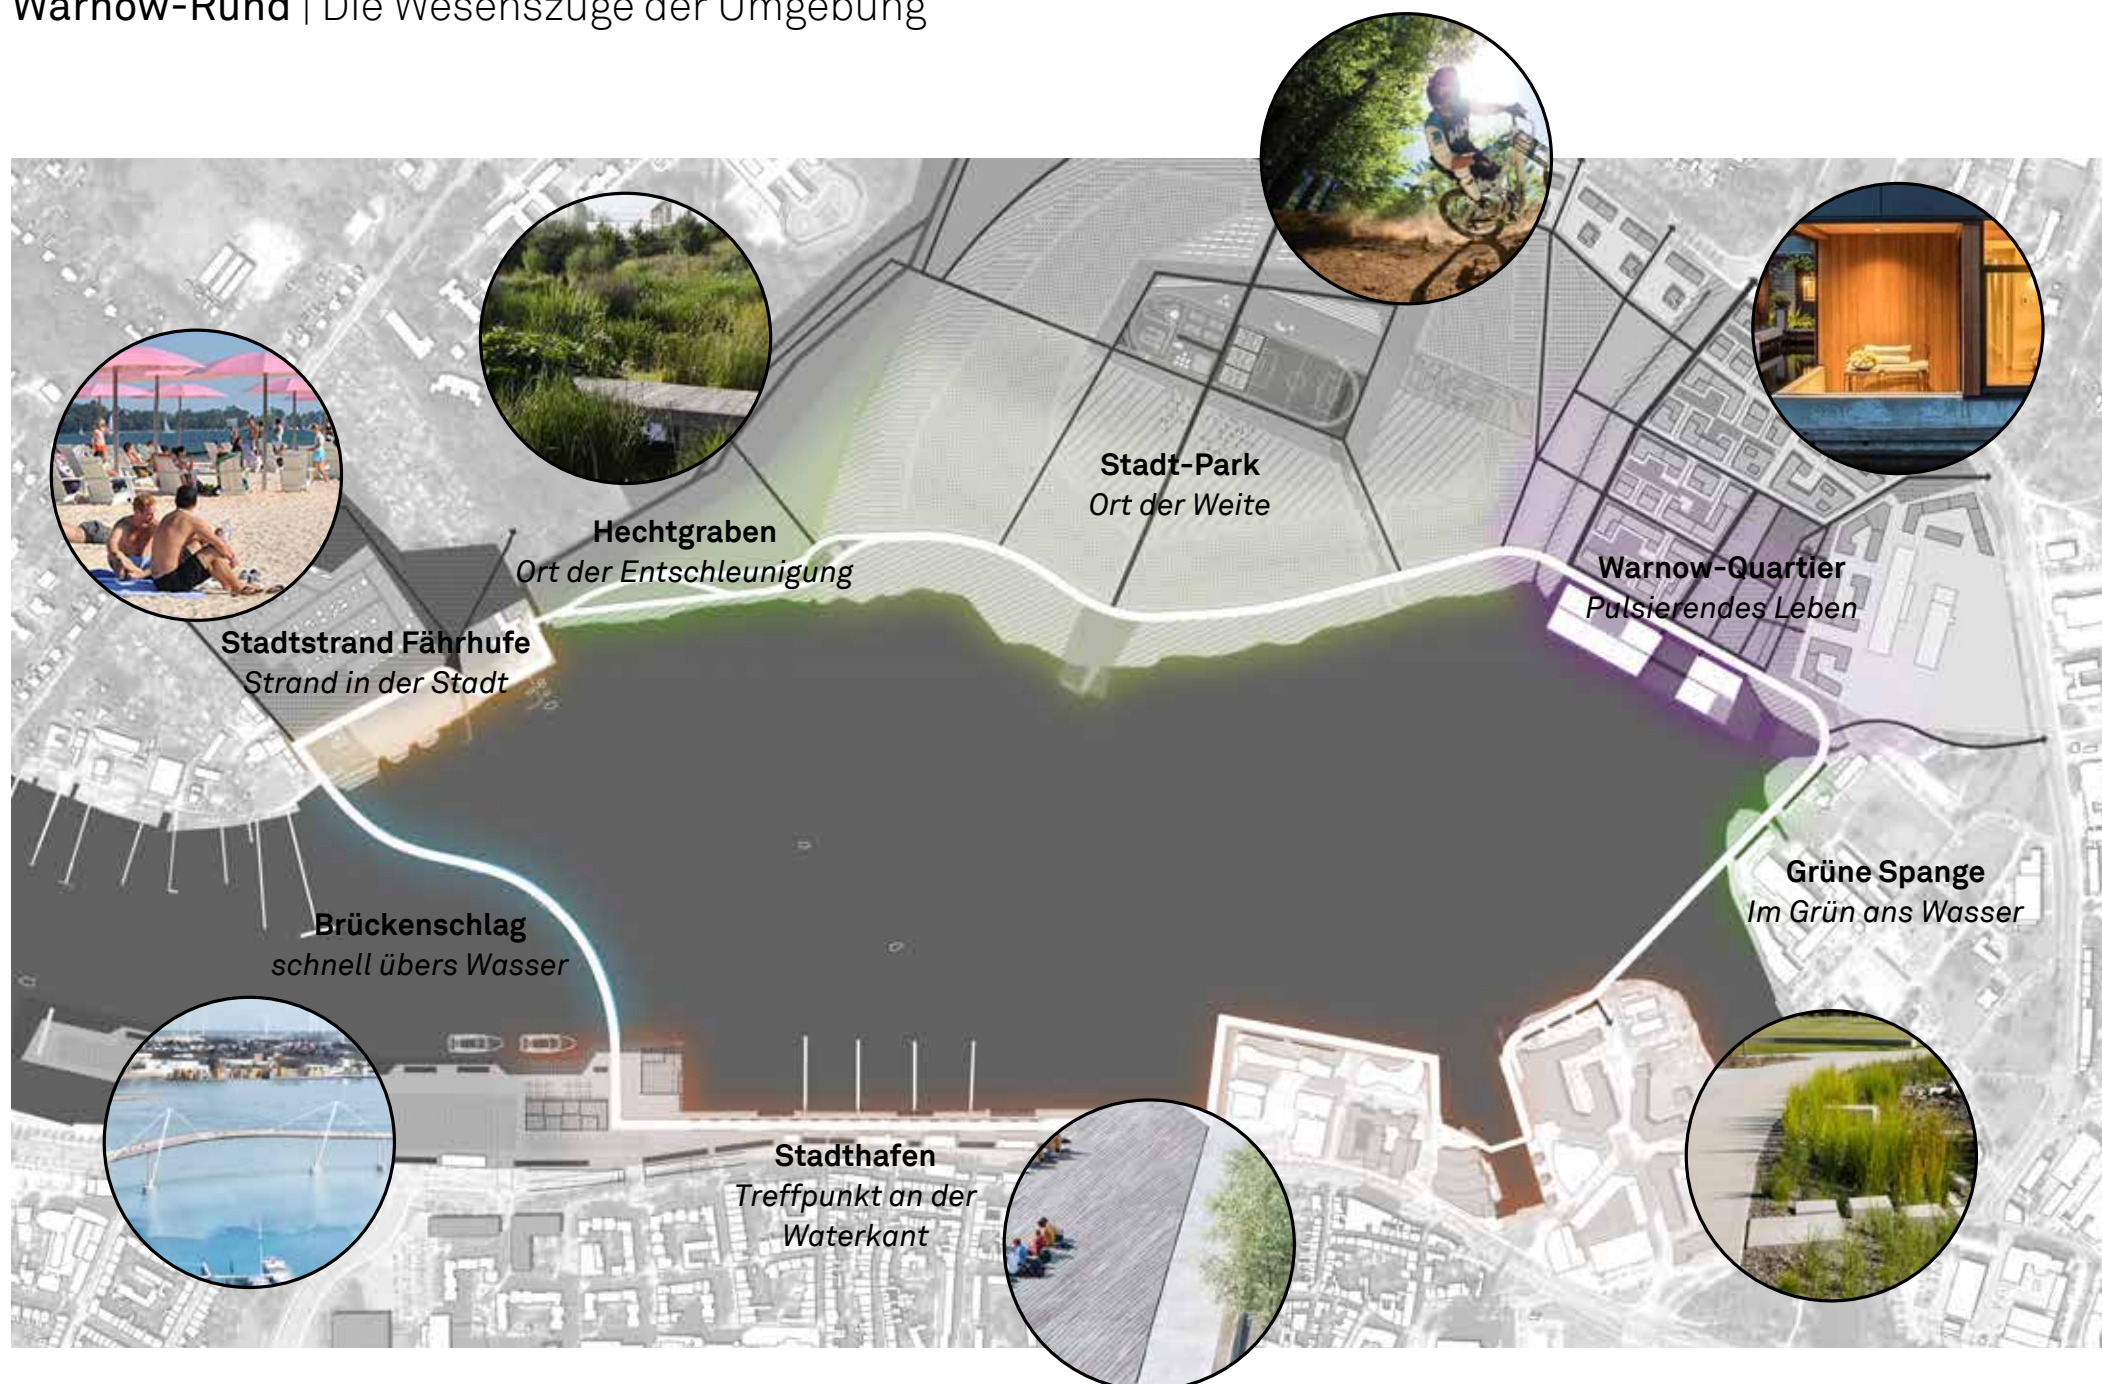 Warnow-Rund | Die Wesenszüge der Umgebung
Stadt-Park
Ort der Weite
Hechtgraben
Ort der Entschleunigung
Warnow-Quartier
Pulsierendes Leben
Stadtstrand Fährhufe
Strand in der Stadt
Grüne Spange
Im Grün ans Wasser
Brückenschlag
schnell übers Wasser
Stadthafen
Treffpunkt an der
Waterkant